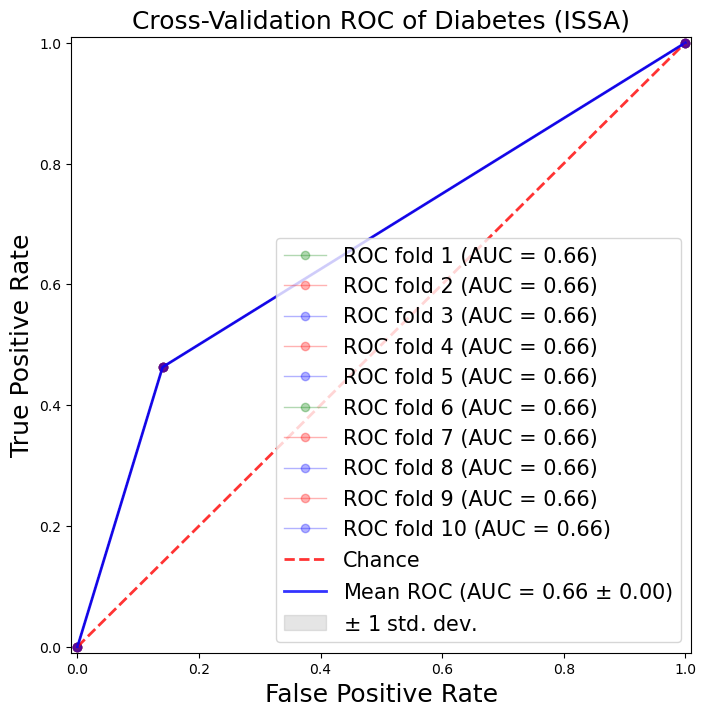 Cross-Validation ROC of Diabetes (ISSA)
1.0
0.8
0.6
0.4
0.2
0.0
True Positive Rate
ROC fold 1 (AUC = 0.66)
ROC fold 2 (AUC = 0.66)
ROC fold 3 (AUC = 0.66)
ROC fold 4 (AUC = 0.66)
ROC fold 5 (AUC = 0.66)
ROC fold 6 (AUC = 0.66)
ROC fold 7 (AUC = 0.66)
ROC fold 8 (AUC = 0.66)
ROC fold 9 (AUC = 0.66)
ROC fold 10 (AUC = 0.66)
Chance
Mean ROC (AUC = 0.66 ± 0.00)
± 1 std. dev.
0.0 0.2 0.4 0.6 0.8 1.0
False Positive Rate